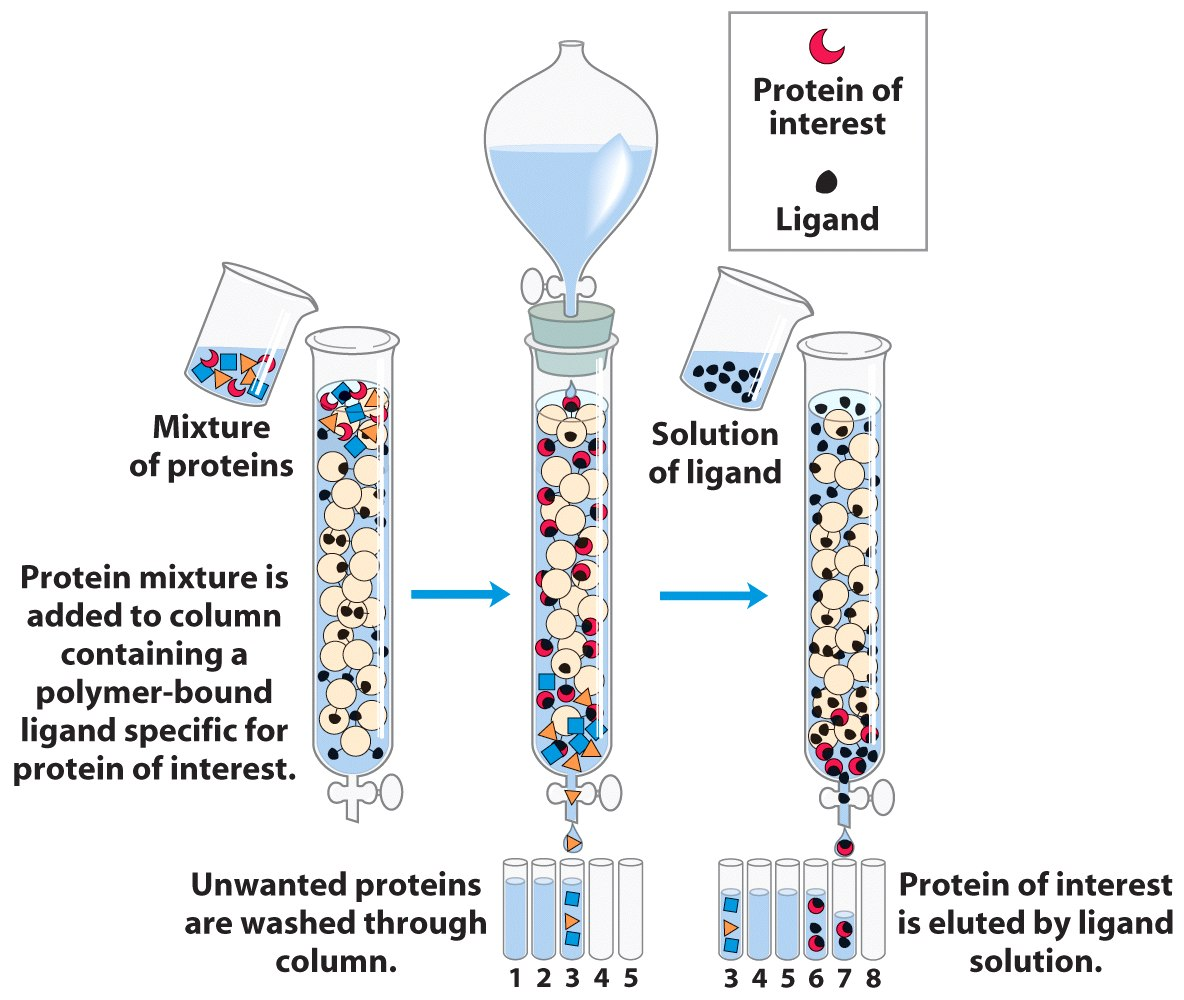 Protein of
interest
Ligand
Mixture
of proteins
Solution
of ligand
Protein mixture is
added to column
containing a
polymer-bound
ligand specific for
protein of interest.
Unwanted proteins
are washed through
column.
1 2 3 4 5
3 4 5 6 7 8
Protein of interest
is eluted by ligand
solution.